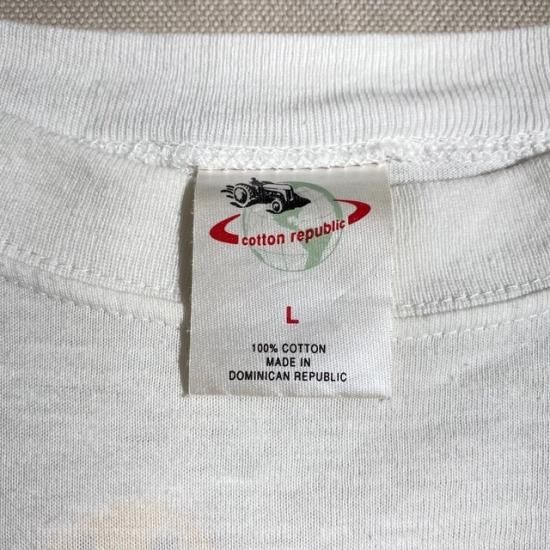 cotton republic
L
100% COTTON
MADE IN
DOMINICAN REPUBLIC